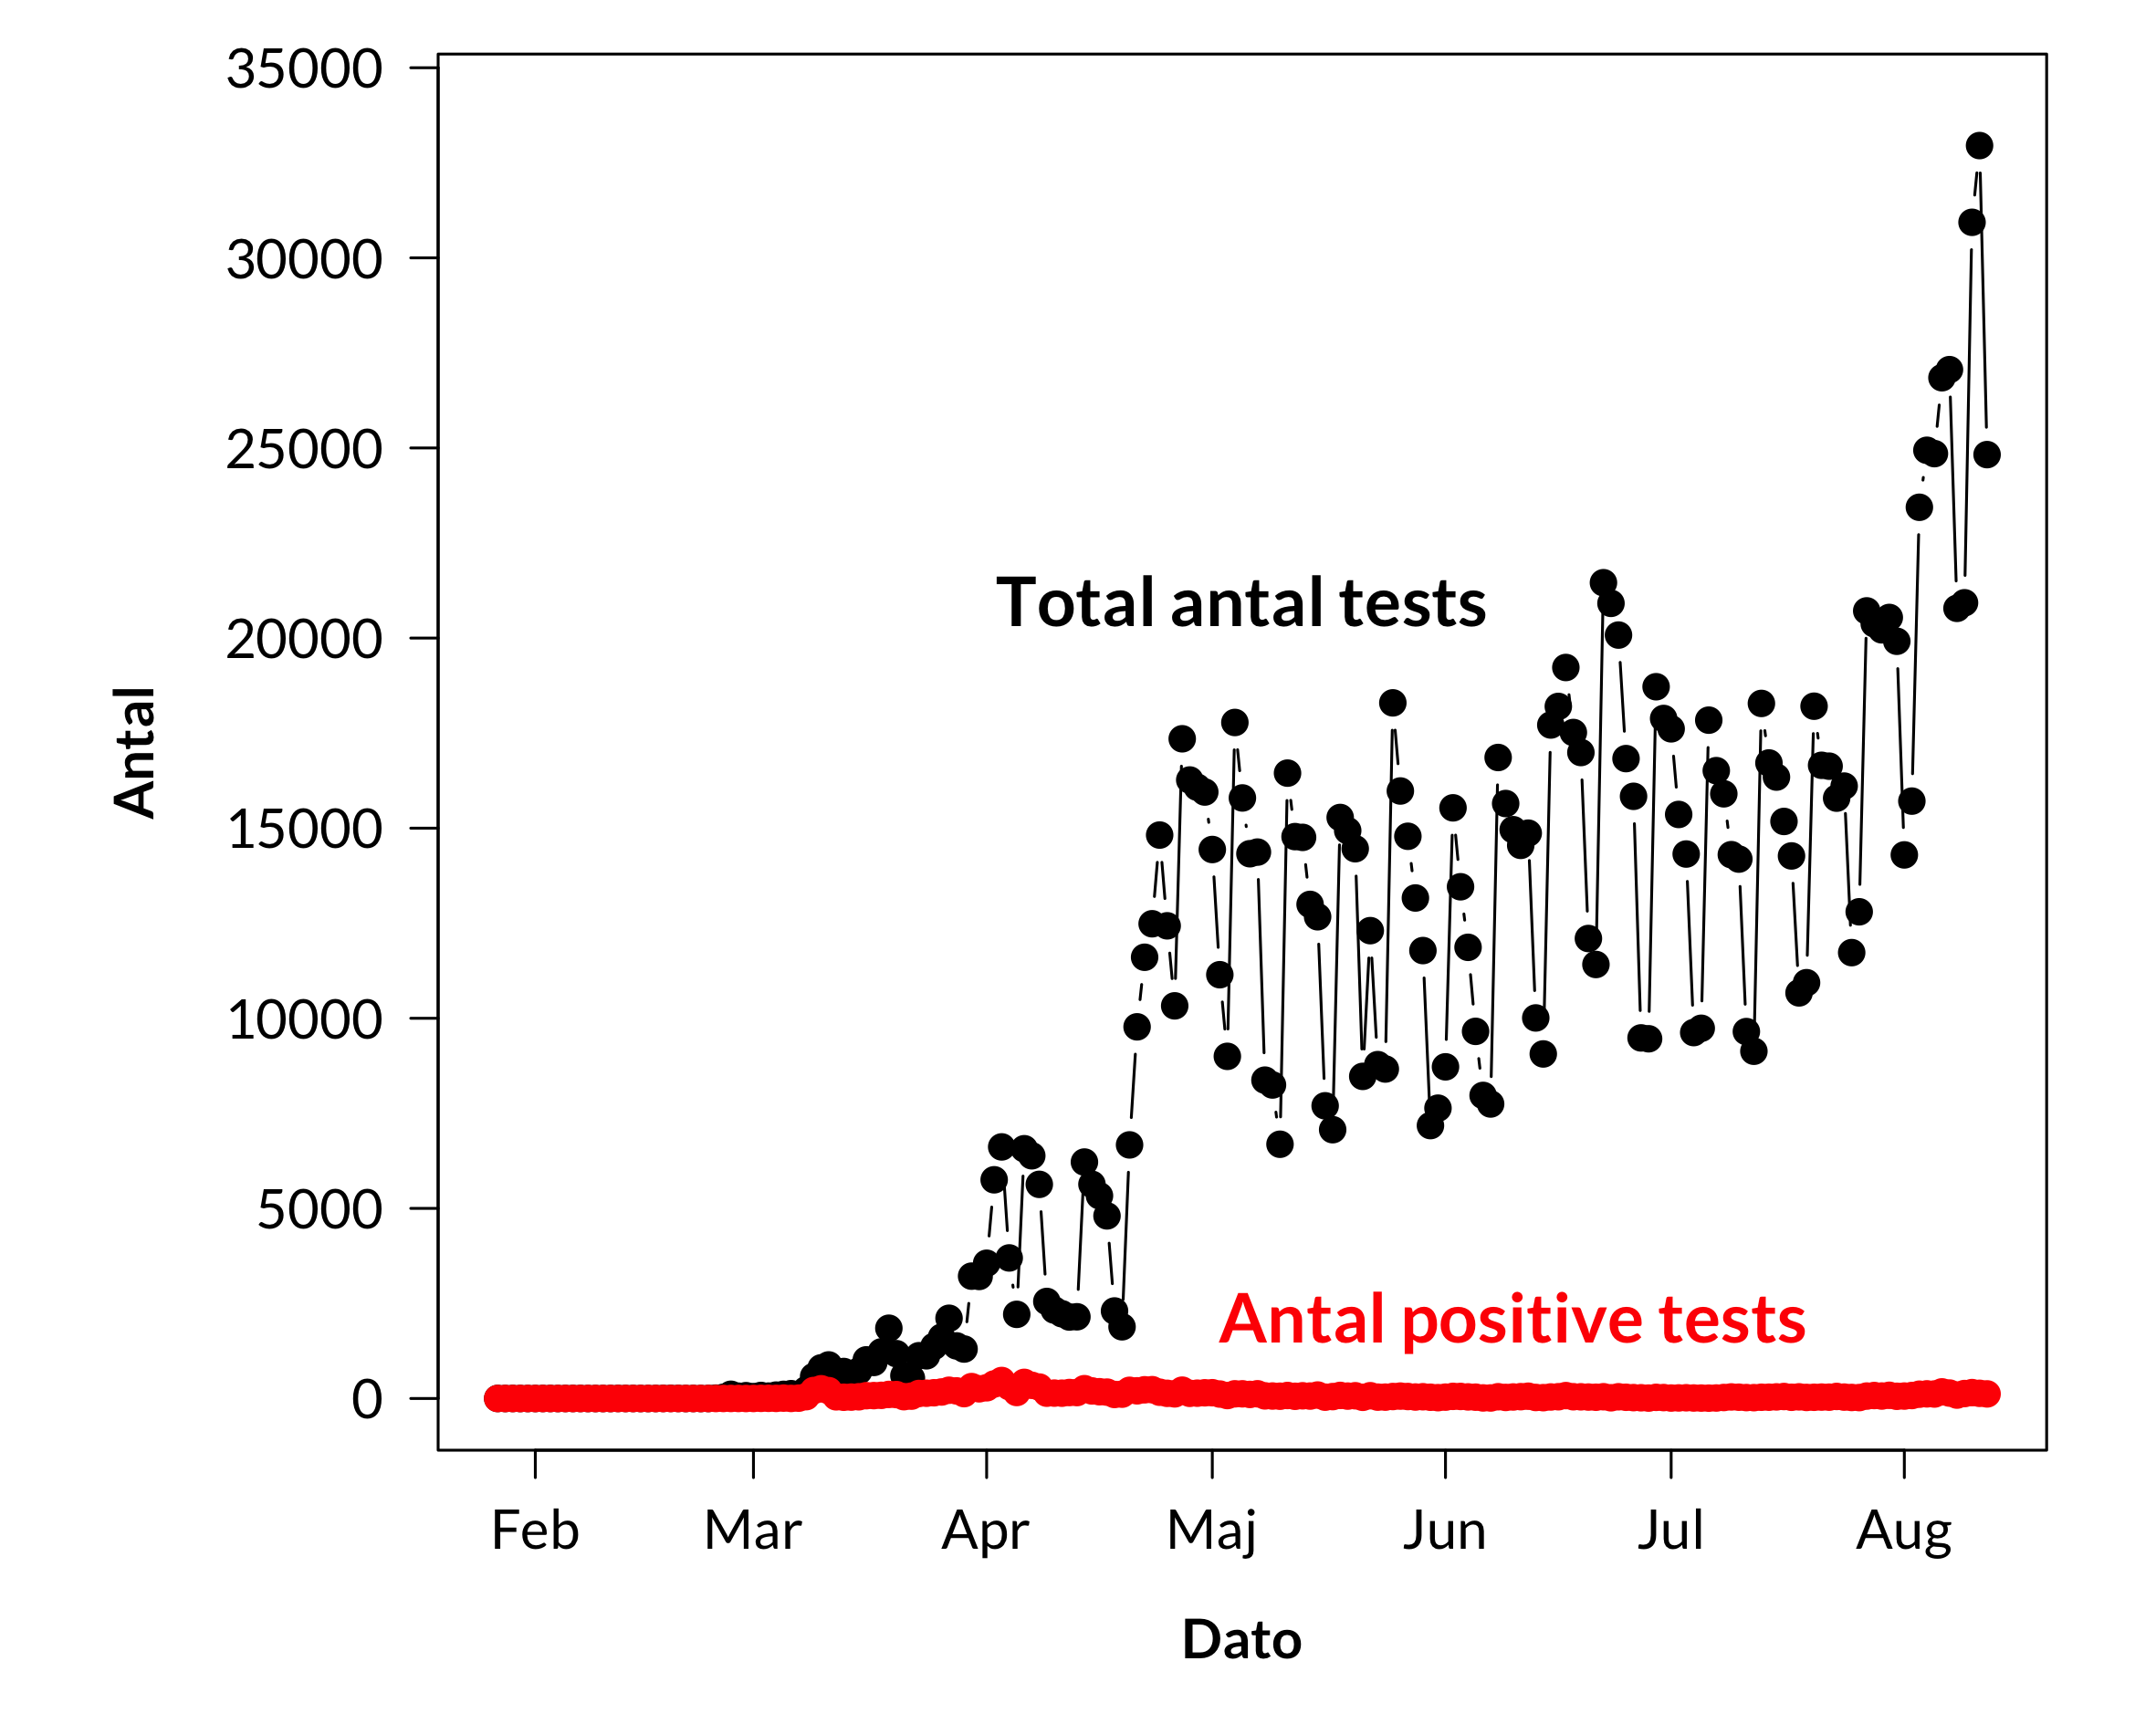 35000
30000
25000
20000
15000
10000
5000
0
Antal
Total antal tests
Antal positive tests
Feb Mar Apr Maj Jun Jul Aug
Dato